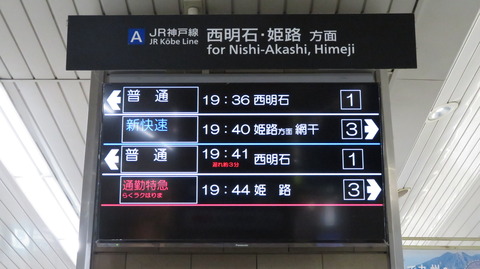 A JR神戸線 西明石・姫路 方面
JR Kōbe Line for Nishi-Akashi, Himeji
普通 19:36 西明石 1
新快速 19:40 姫路方面 網干 3
普通 19:41 西明石 1
遅れ約3分
通勤特急 19:44 姫路 3
らくラクはりま